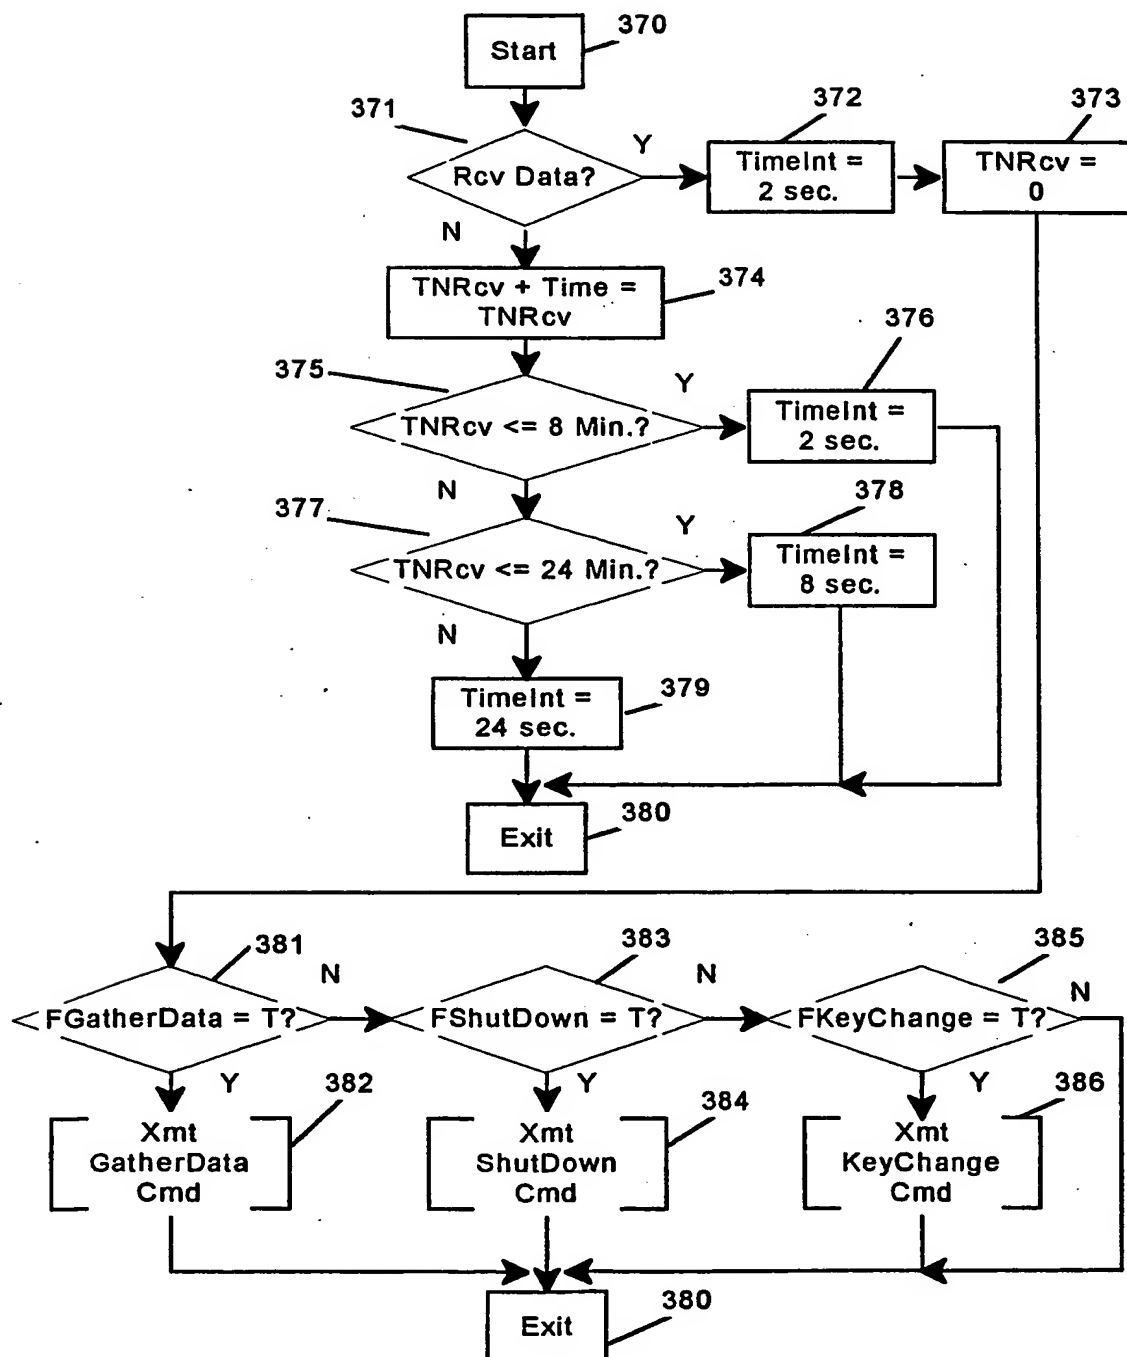 370
Start
371
Y
372
373
Rcv Data?
TimeInt =
2 sec.
TNRcv =
0
N
TNRcv + Time =
TNRcv
374
376
375
Y
TNRcv <= 8 Min.?
TimeInt =
2 sec.
N
377
378
Y
TNRcv <= 24 Min.?
TimeInt =
8 sec.
N
379
TimeInt =
24 sec.
380
Exit
381
N
383
N
385
N
FGatherData = T?
FShutDown = T?
FKeyChange = T?
Y
382
Y
384
Y
386
Xmt
GatherData
Cmd
Xmt
ShutDown
Cmd
Xmt
KeyChange
Cmd
380
Exit